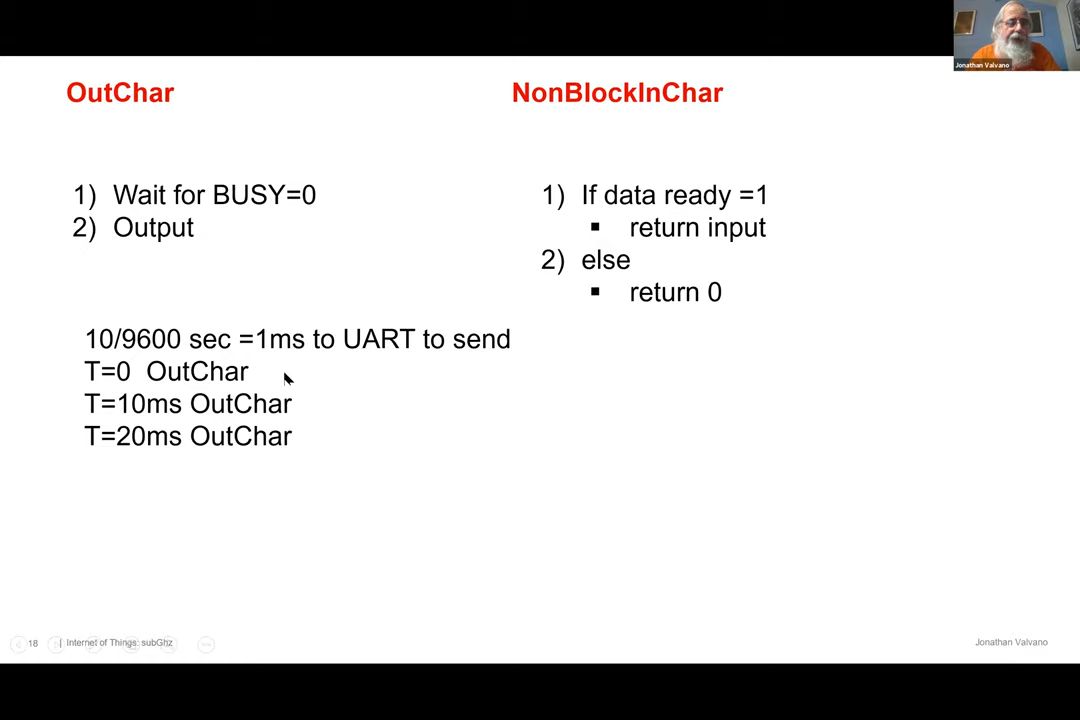 Jonathan Valvano
OutChar
NonBlockInChar
1) Wait for BUSY=0
2) Output
1) If data ready =1
▪ return input
2) else
▪ return 0
10/9600 sec =1ms to UART to send
T=0 OutChar
T=10ms OutChar
T=20ms OutChar
18 | Internet of Things: subGhz
Jonathan Valvano